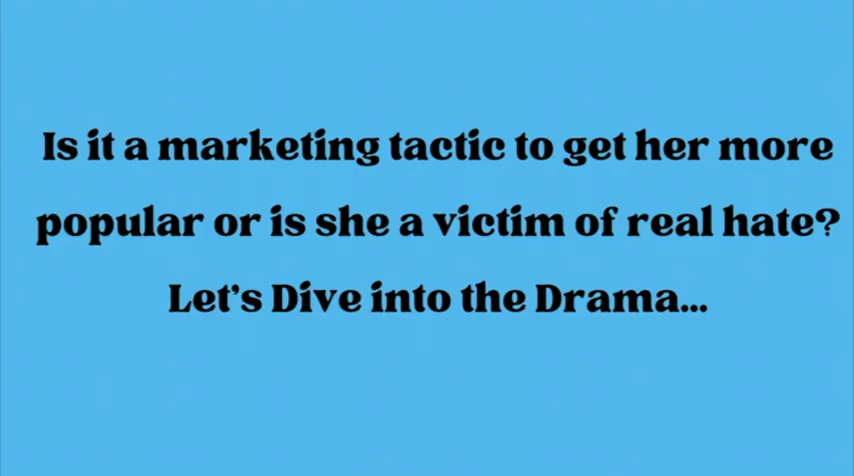 Is it a marketing tactic to get her more
popular or is she a victim of real hate?
Let's Dive into the Drama...